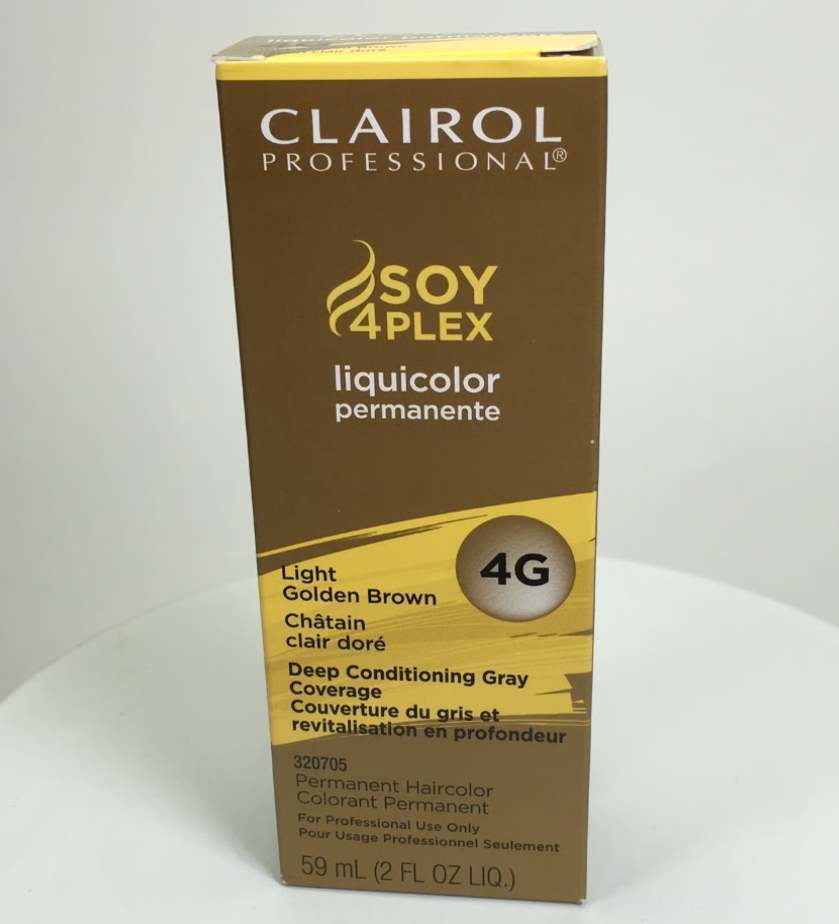 CLAIROL
PROFESSIONAL®
SOY
4PLEX
liquicolor
permanente
4G
Light
Golden Brown
Châtain
clair doré
Deep Conditioning Gray
Coverage
Couverture du gris et
revitalisation en profondeur
320705
Permanent Haircolor
Colorant Permanent
For Professional Use Only
Pour Usage Professionnel Seulement
59 mL (2 FL OZ LIQ.)